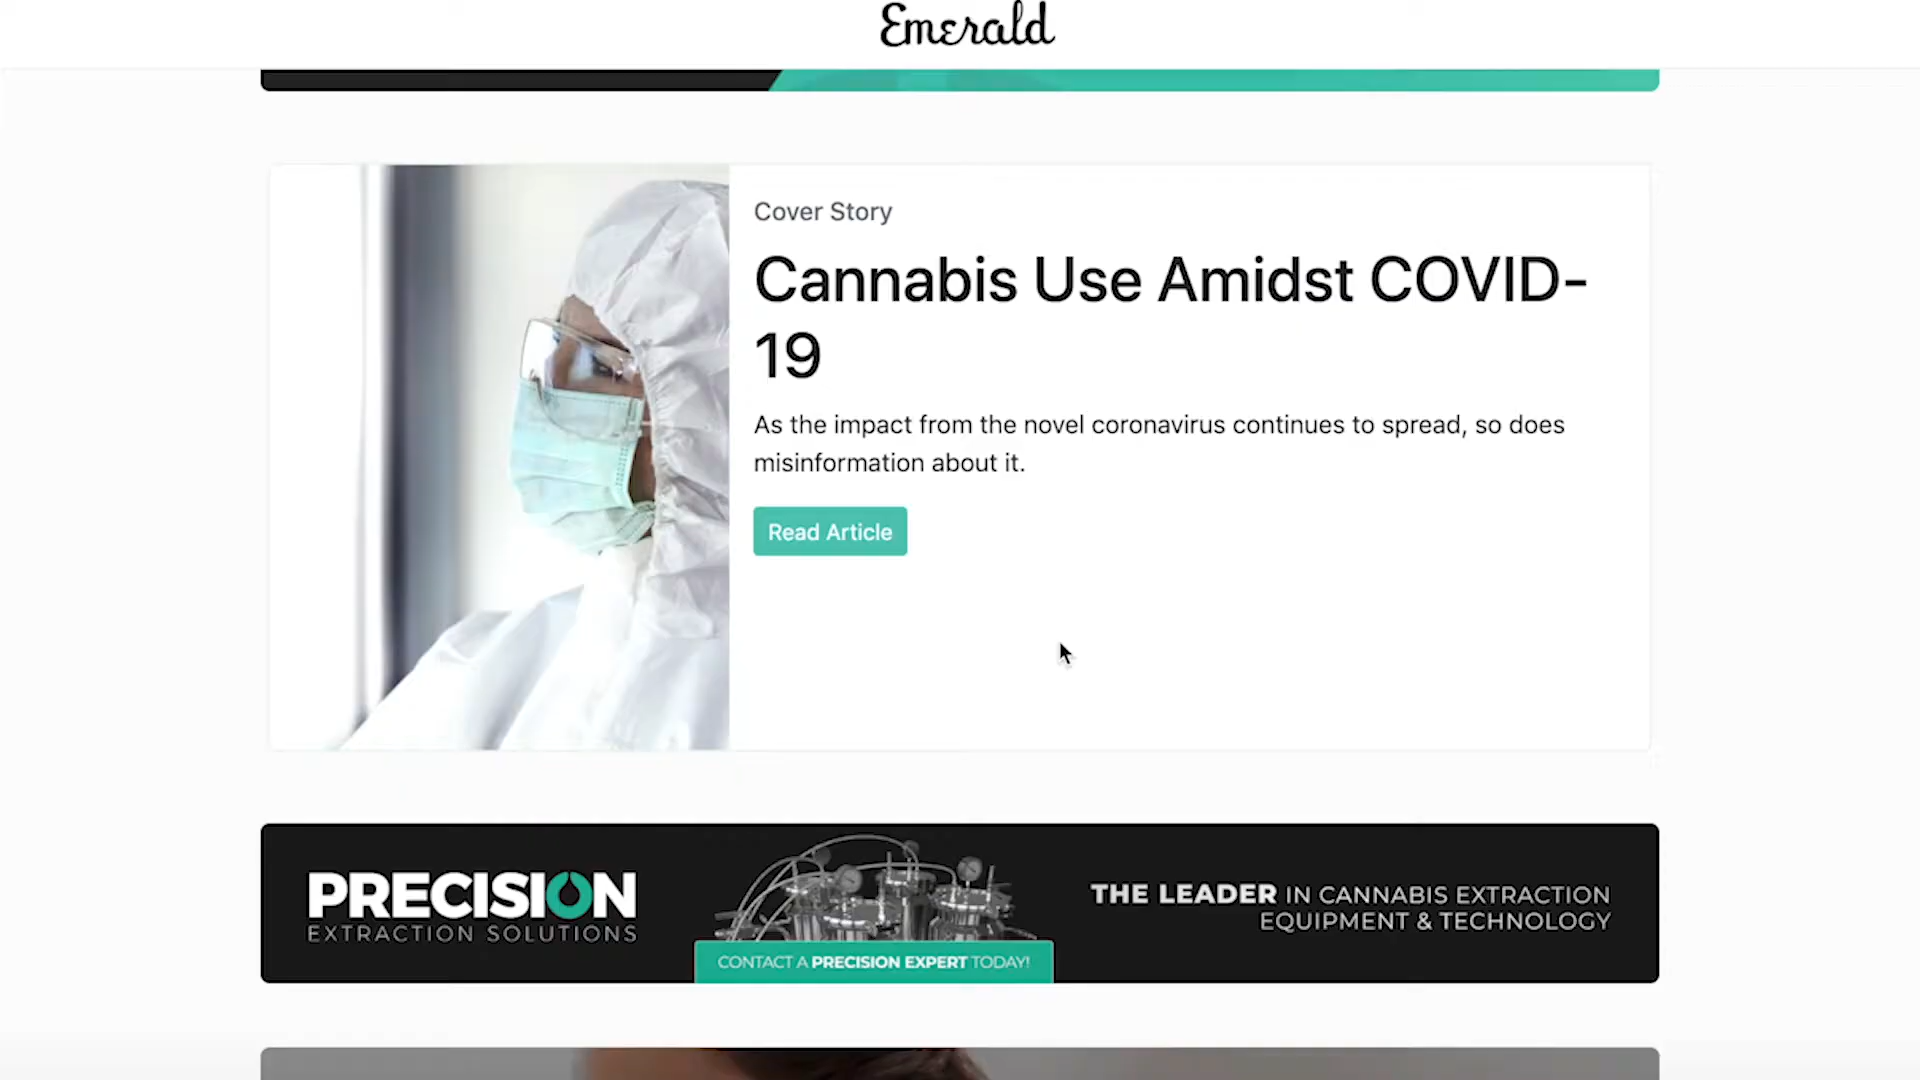 Emerald
Cover Story
Cannabis Use Amidst COVID-
19
As the impact from the novel coronavirus continues to spread, so does
misinformation about it.
Read Article
PRECISION
EXTRACTION SOLUTIONS
CONTACT A PRECISION EXPERT TODAY!
THE LEADER IN CANNABIS EXTRACTION
EQUIPMENT & TECHNOLOGY